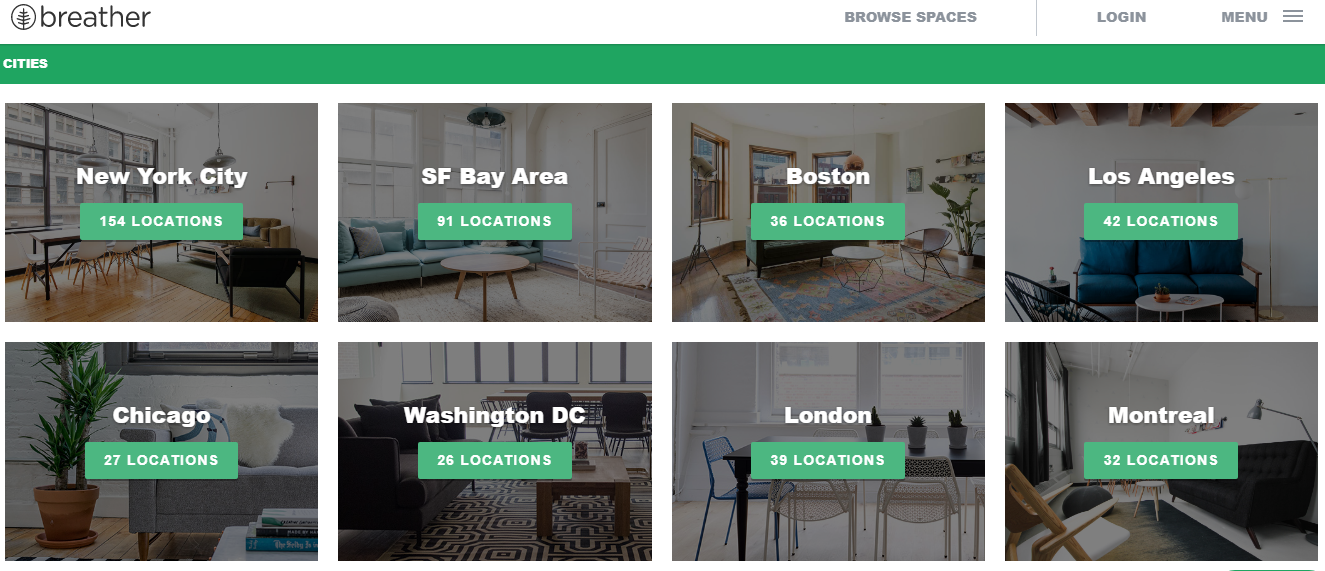 breather
BROWSE SPACES
LOGIN
MENU
CITIES
New York City
154 LOCATIONS
SF Bay Area
91 LOCATIONS
Boston
36 LOCATIONS
Los Angeles
42 LOCATIONS
Chicago
27 LOCATIONS
Washington DC
26 LOCATIONS
London
39 LOCATIONS
Montreal
32 LOCATIONS